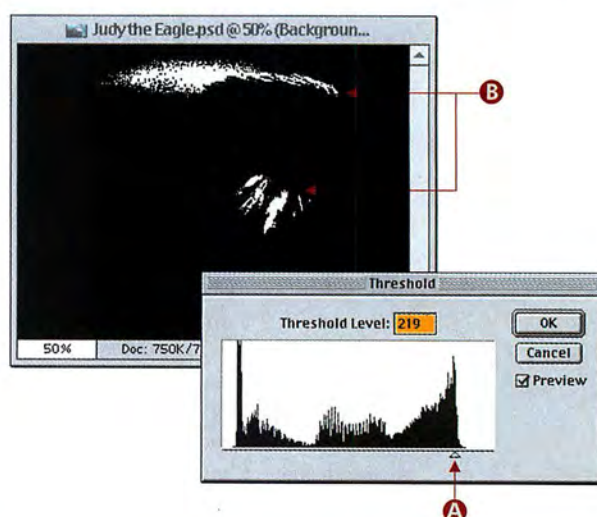 Judy the Eagle.psd @ 50% (Backgroun...
B
Threshold
Threshold Level: 219
OK
Cancel
Preview
50%
Doc: 750K/7
A